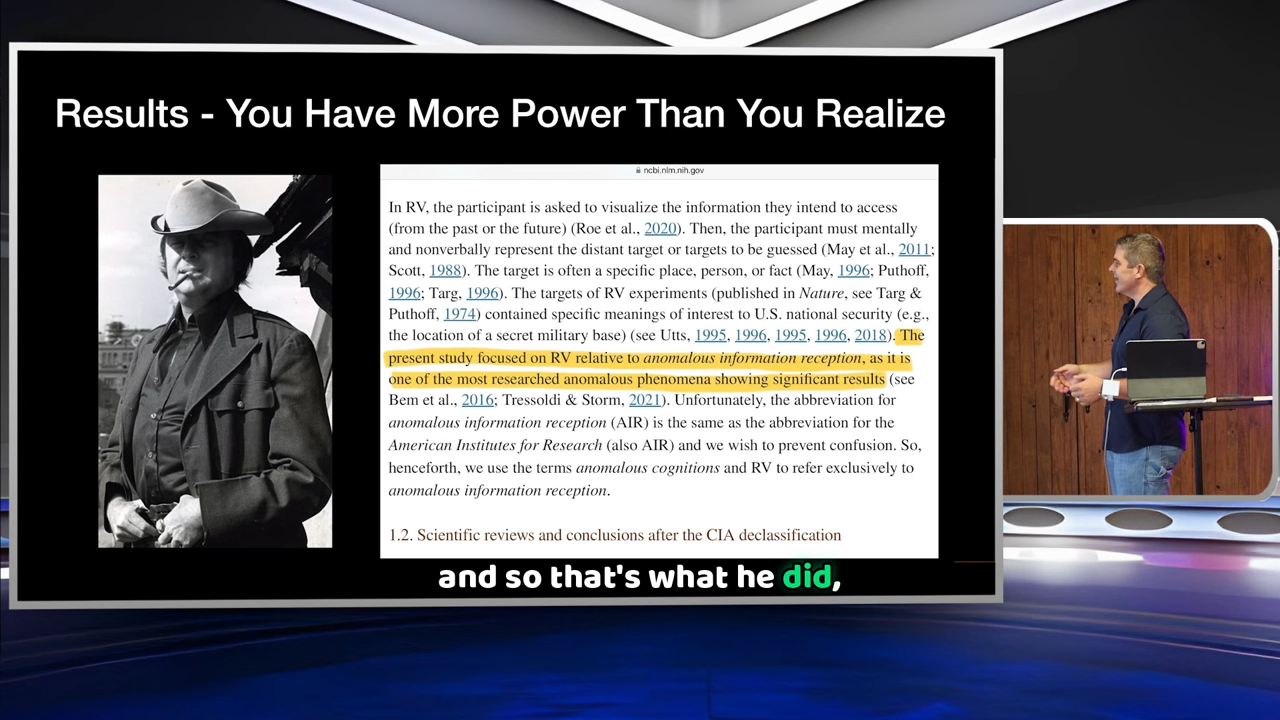 Results - You Have More Power Than You Realize
ncbi.nlm.nih.gov
In RV, the participant is asked to visualize the information they intend to access
(from the past or the future) (Roe et al., 2020). Then, the participant must mentally
and nonverbally represent the distant target or targets to be guessed (May et al., 2011;
Scott, 1988). The target is often a specific place, person, or fact (May, 1996; Puthoff,
1996; Targ, 1996). The targets of RV experiments (published in Nature, see Targ &
Puthoff, 1974) contained specific meanings of interest to U.S. national security (e.g.,
the location of a secret military base) (see Utts, 1995, 1996, 1995, 1996, 2018). The
present study focused on RV relative to anomalous information reception, as it is
one of the most researched anomalous phenomena showing significant results (see
Bem et al., 2016; Tressoldi & Storm, 2021). Unfortunately, the abbreviation for
anomalous information reception (AIR) is the same as the abbreviation for the
American Institutes for Research (also AIR) and we wish to prevent confusion. So,
henceforth, we use the terms anomalous cognitions and RV to refer exclusively to
anomalous information reception.
1.2. Scientific reviews and conclusions after the CIA declassification
and so that's what he did,